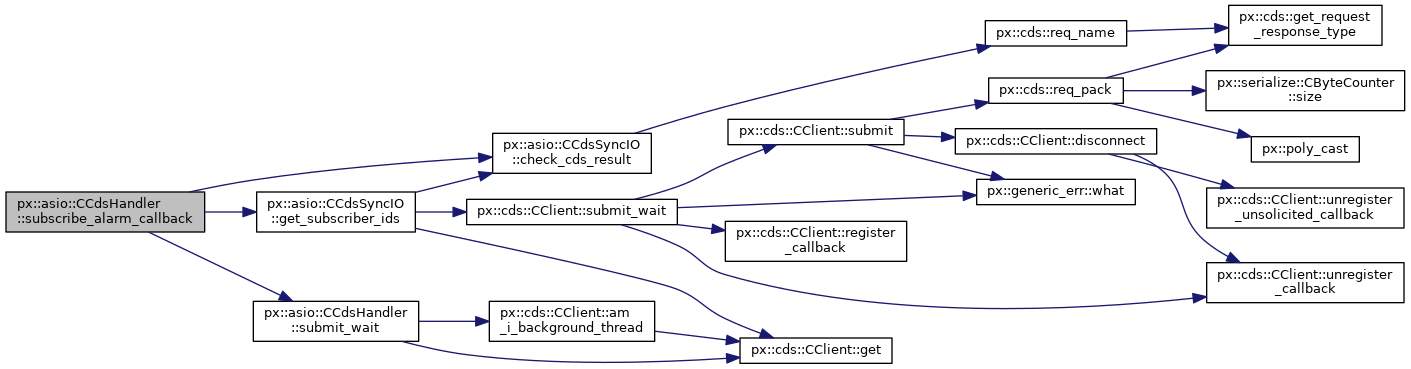 px::asio::CCdsHandler
::subscribe_alarm_callback
px::asio::CCdsSyncIO
::check_cds_result
px::asio::CCdsSyncIO
::get_subscriber_ids
px::asio::CCdsHandler
::submit_wait
px::cds::CClient::submit_wait
px::cds::CClient::am
_i_background_thread
px::cds::CClient::submit
px::cds::CClient::register
_callback
px::cds::CClient::get
px::cds::req_name
px::cds::req_pack
px::cds::CClient::disconnect
px::generic_err::what
px::cds::get_request
_response_type
px::serialize::CByteCounter
::size
px::poly_cast
px::cds::CClient::unregister
_unsolicited_callback
px::cds::CClient::unregister
_callback